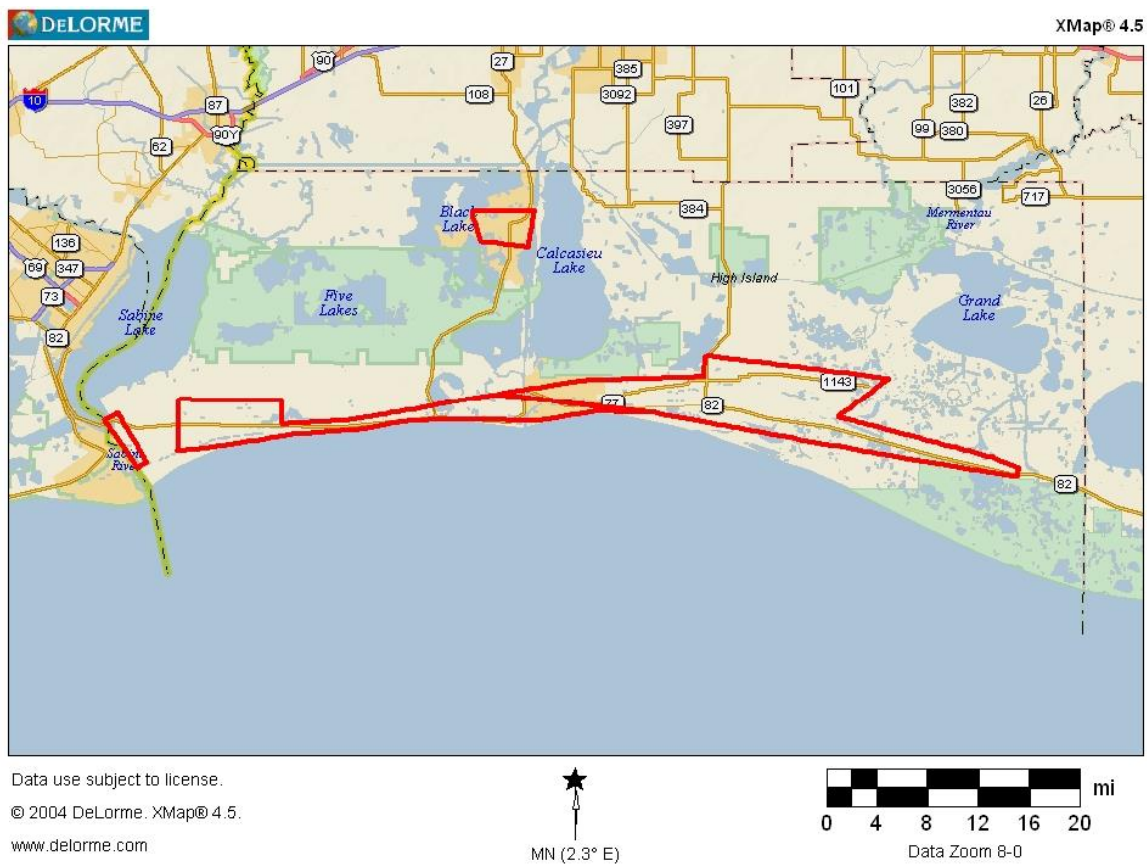 DELORME
XMap® 4.5
90
27
385
10
87
108
3092
101
382
26
90Y
397
99
380
62
3056
717
Black
Lake
384
Mermentau
River
136
Calcasieu
Lake
69
347
High Island
73
Five
Lakes
Grand
Lake
Sabine
Lake
82
1143
77
82
Sabine
River
82
Data use subject to license.
© 2004 DeLorme. XMap® 4.5.
www.delorme.com
MN (2.3° E)
mi
0 4 8 12 16 20
Data Zoom 8-0